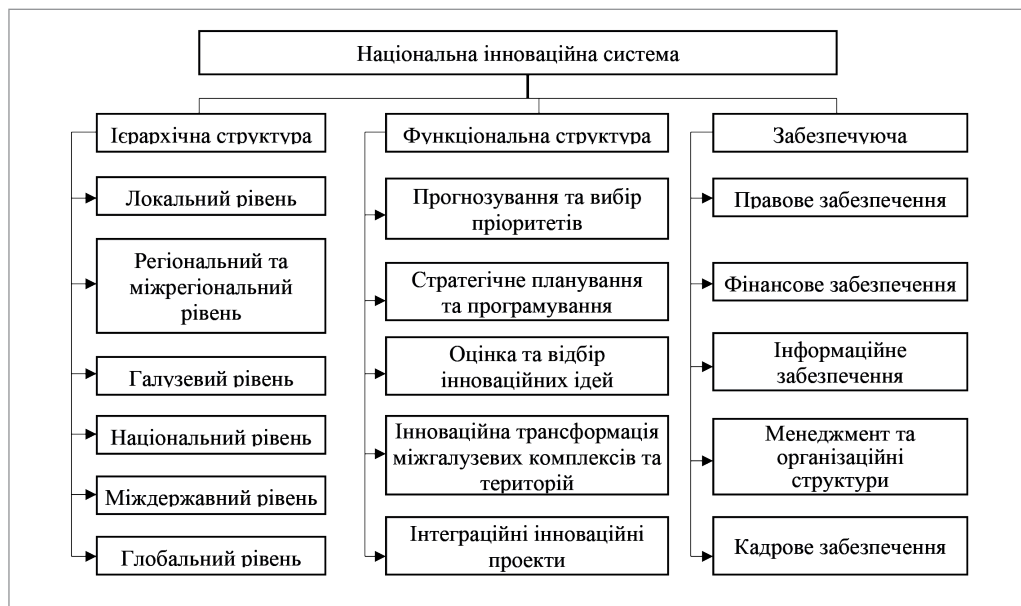 Національна інноваційна система
Ієрархічна структура
Локальний рівень
Регіональний та
міжрегіональний
рівень
Галузевий рівень
Національний рівень
Міждержавний рівень
Глобальний рівень
Функціональна структура
Прогнозування та вибір
пріоритетів
Стратегічне планування
та програмування
Оцінка та відбір
інноваційних ідей
Інноваційна трансформація
міжгалузевих комплексів та
територій
Інтеграційні інноваційні
проекти
Забезпечуюча
Правове забезпечення
Фінансове забезпечення
Інформаційне
забезпечення
Менеджмент та
організаційні
структури
Кадрове забезпечення